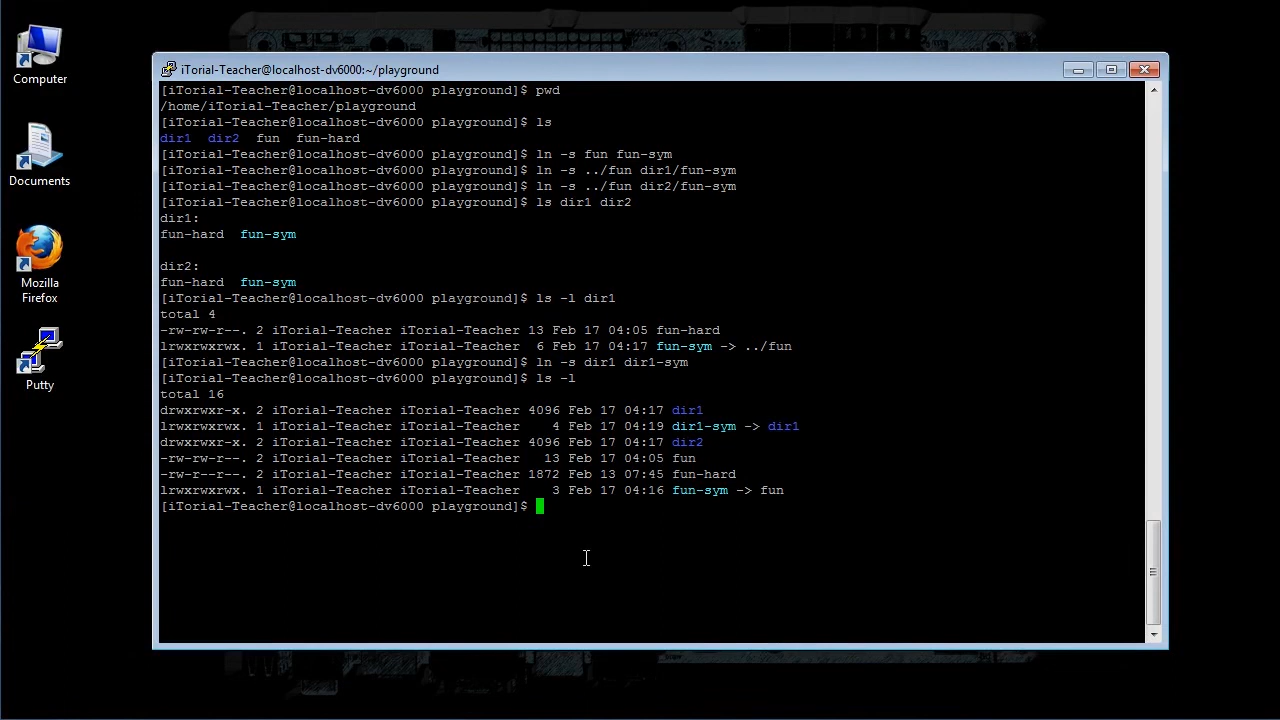 Computer
Documents
Mozilla
Firefox
Putty
iTorial-Teacher@localhost-dv6000:~/playground
[iTorial-Teacher@localhost-dv6000 playground]$ pwd
/home/iTorial-Teacher/playground
[iTorial-Teacher@localhost-dv6000 playground]$ ls
dir1  dir2  fun  fun-hard
[iTorial-Teacher@localhost-dv6000 playground]$ ln -s fun fun-sym
[iTorial-Teacher@localhost-dv6000 playground]$ ln -s ../fun dir1/fun-sym
[iTorial-Teacher@localhost-dv6000 playground]$ ln -s ../fun dir2/fun-sym
[iTorial-Teacher@localhost-dv6000 playground]$ ls dir1 dir2
dir1:
fun-hard  fun-sym

dir2:
fun-hard  fun-sym
[iTorial-Teacher@localhost-dv6000 playground]$ ls -l dir1
total 4
-rw-rw-r--. 2 iTorial-Teacher iTorial-Teacher 13 Feb 17 04:05 fun-hard
lrwxrwxrwx. 1 iTorial-Teacher iTorial-Teacher  6 Feb 17 04:17 fun-sym -> ../fun
[iTorial-Teacher@localhost-dv6000 playground]$ ln -s dir1 dir1-sym
[iTorial-Teacher@localhost-dv6000 playground]$ ls -l
total 16
drwxrwxr-x. 2 iTorial-Teacher iTorial-Teacher 4096 Feb 17 04:17 dir1
lrwxrwxrwx. 1 iTorial-Teacher iTorial-Teacher    4 Feb 17 04:19 dir1-sym -> dir1
drwxrwxr-x. 2 iTorial-Teacher iTorial-Teacher 4096 Feb 17 04:17 dir2
-rw-rw-r--. 2 iTorial-Teacher iTorial-Teacher   13 Feb 17 04:05 fun
-rw-r--r--. 2 iTorial-Teacher iTorial-Teacher 1872 Feb 13 07:45 fun-hard
lrwxrwxrwx. 1 iTorial-Teacher iTorial-Teacher    3 Feb 17 04:16 fun-sym -> fun
[iTorial-Teacher@localhost-dv6000 playground]$